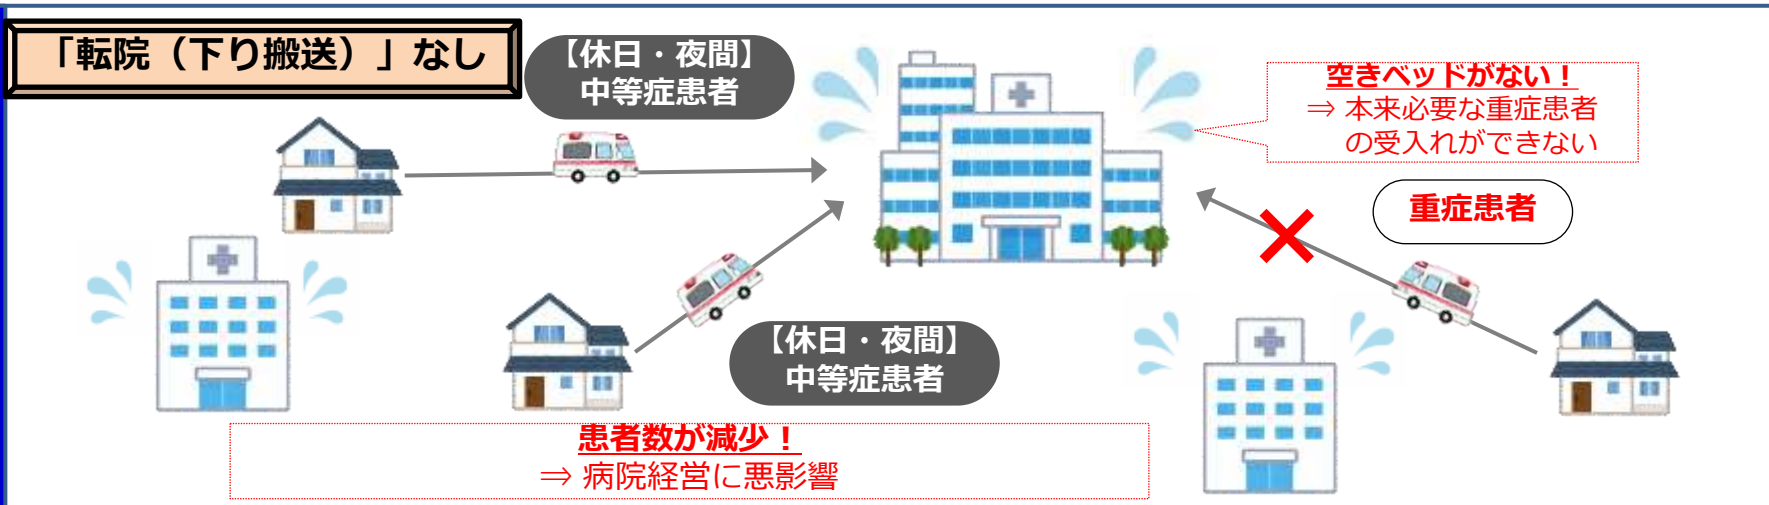 「転院（下り搬送）」なし
【休日・夜間】
中等症患者
空きベッドがない！
⇒ 本来必要な重症患者
の受入れができない
重症患者
【休日・夜間】
中等症患者
患者数が減少！
⇒ 病院経営に悪影響